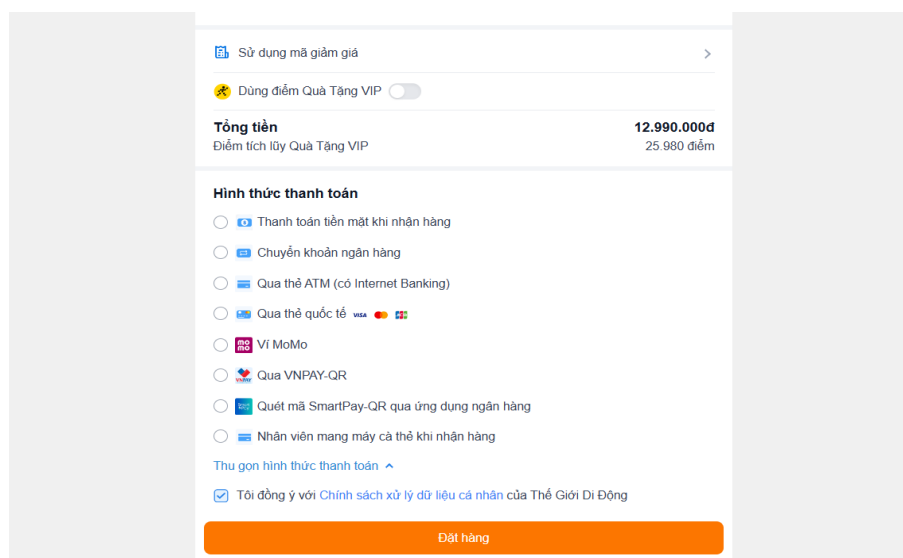 Sử dụng mã giảm giá
Dùng điểm Quà Tặng VIP
Tổng tiền 12.990.000đ
Điểm tích lũy Quà Tặng VIP 25.980 điểm
Hình thức thanh toán
Thanh toán tiền mặt khi nhận hàng
Chuyển khoản ngân hàng
Qua thẻ ATM (có Internet Banking)
Qua thẻ quốc tế VISA JCB
mo mo Ví MoMo
VNPAY Qua VNPAY-QR
Quét mã SmartPay-QR qua ứng dụng ngân hàng
Nhân viên mang máy cà thẻ khi nhận hàng
Thu gọn hình thức thanh toán
Tôi đồng ý với Chính sách xử lý dữ liệu cá nhân của Thế Giới Di Động
Đặt hàng